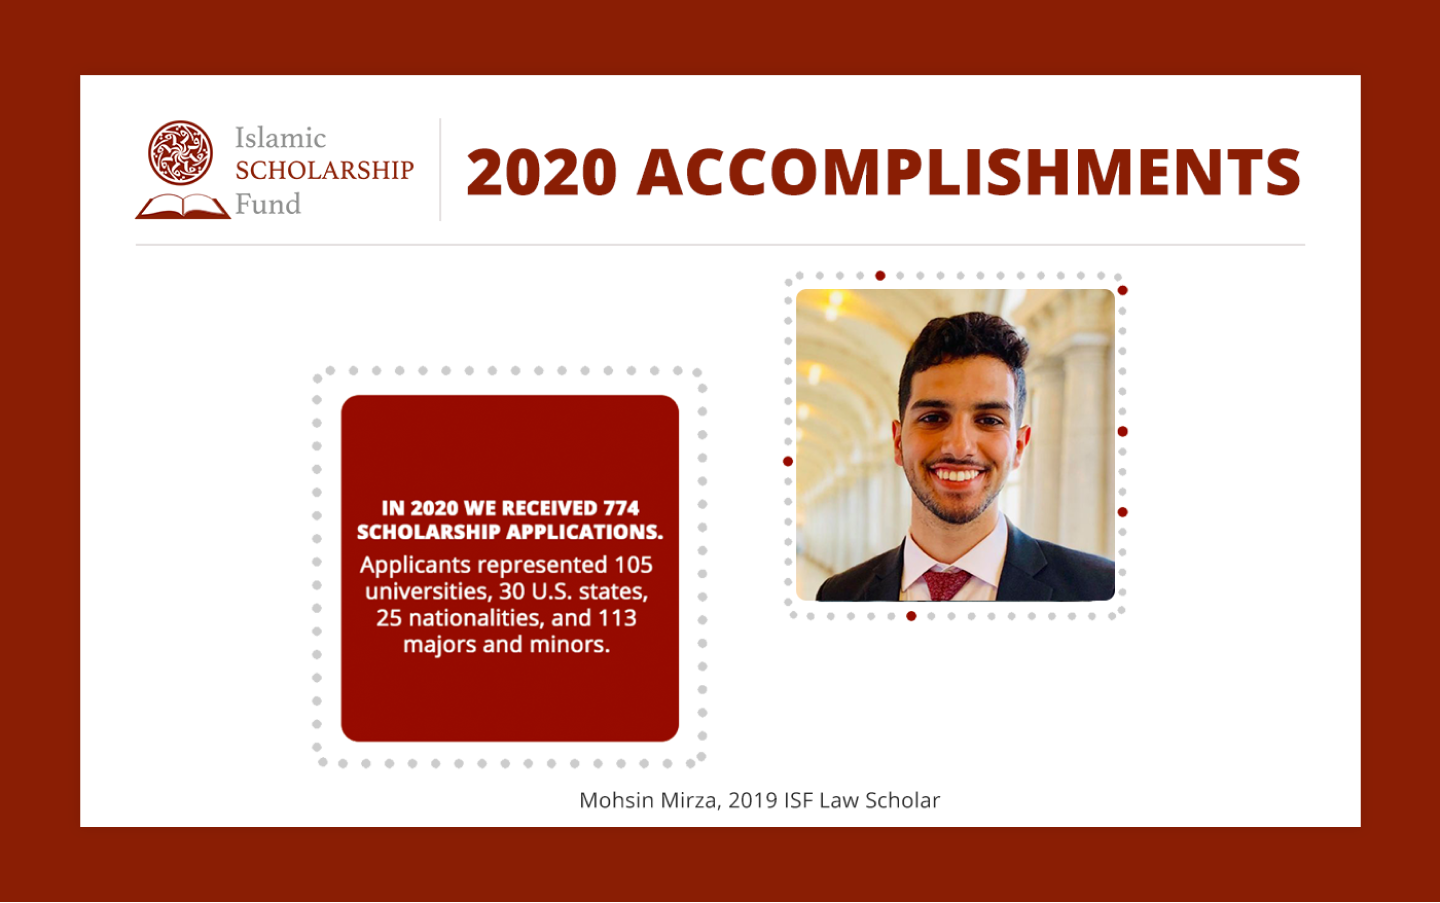 Islamic
SCHOLARSHIP
Fund
2020 ACCOMPLISHMENTS
IN 2020 WE RECEIVED 774
SCHOLARSHIP APPLICATIONS.
Applicants represented 105
universities, 30 U.S. states,
25 nationalities, and 113
majors and minors.
Mohsin Mirza, 2019 ISF Law Scholar